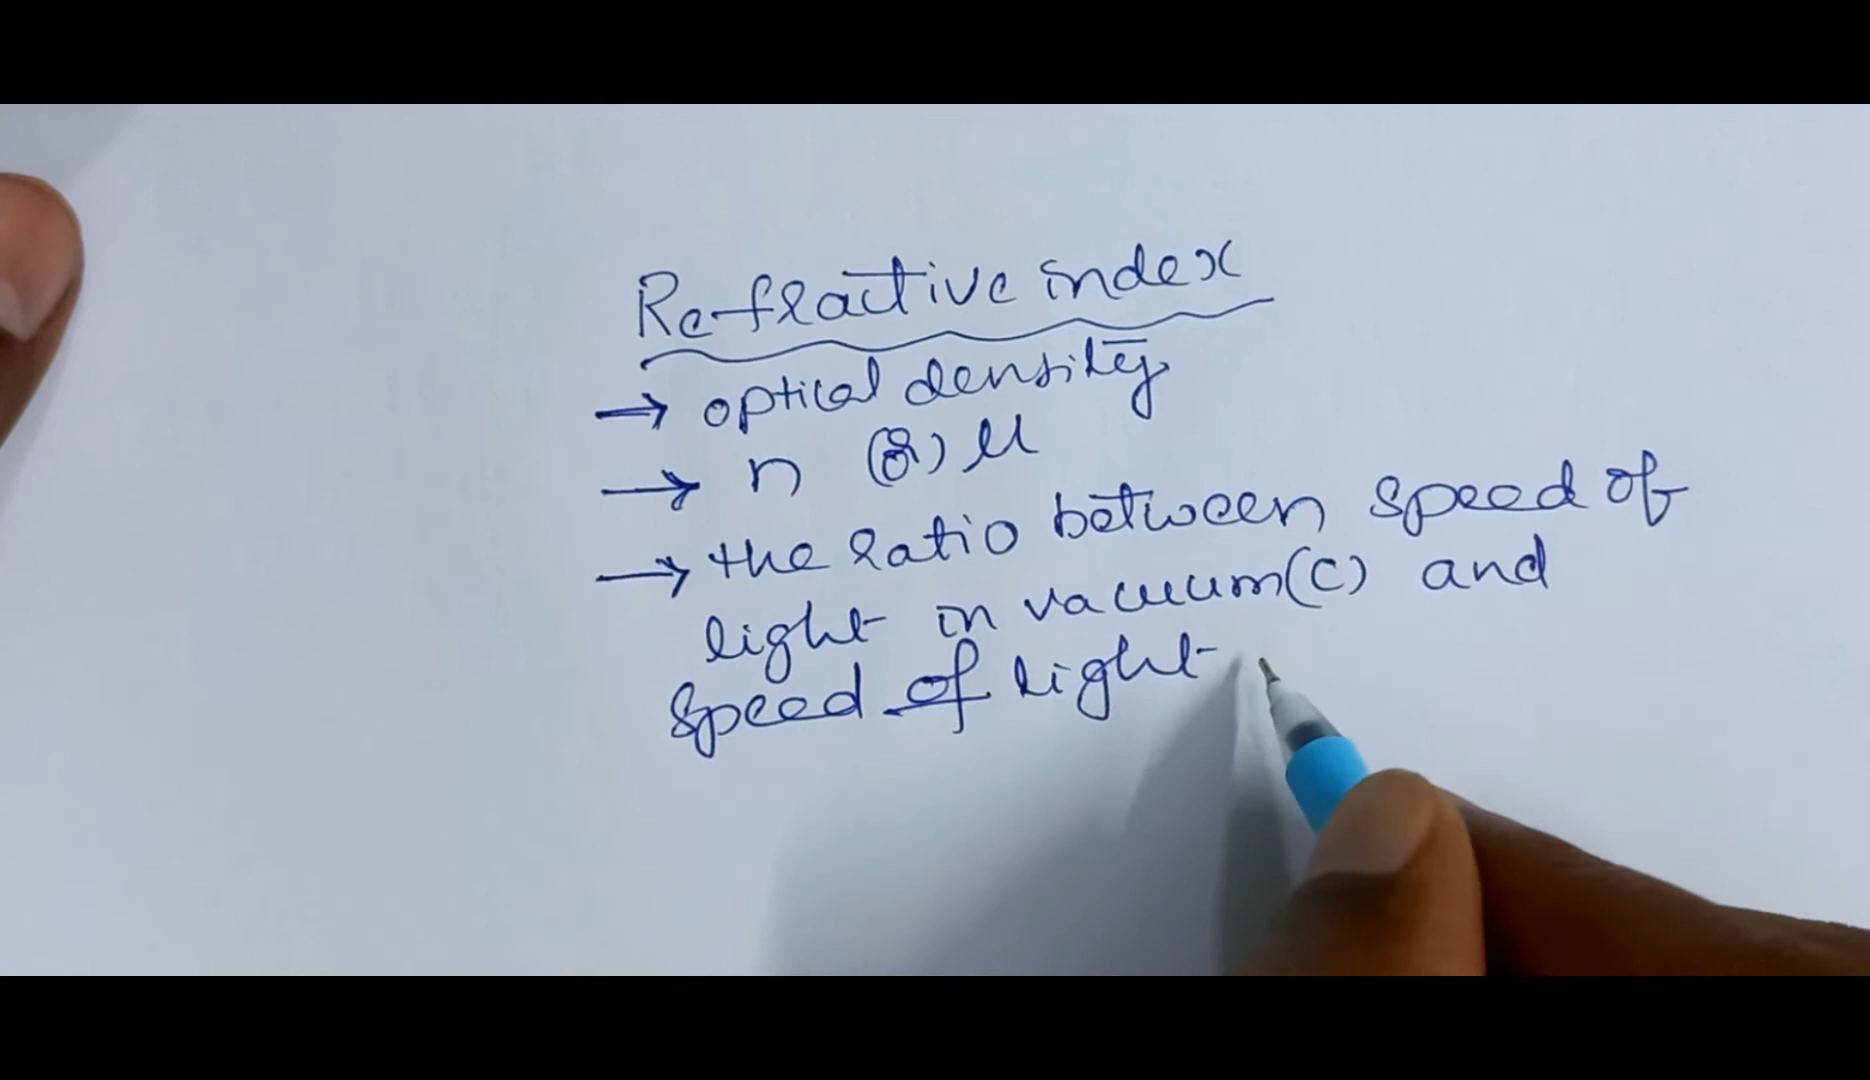 Refractive index
→ optical density
→ n (or) μ
→ the ratio between speed of
light in vacuum(c) and
speed of light